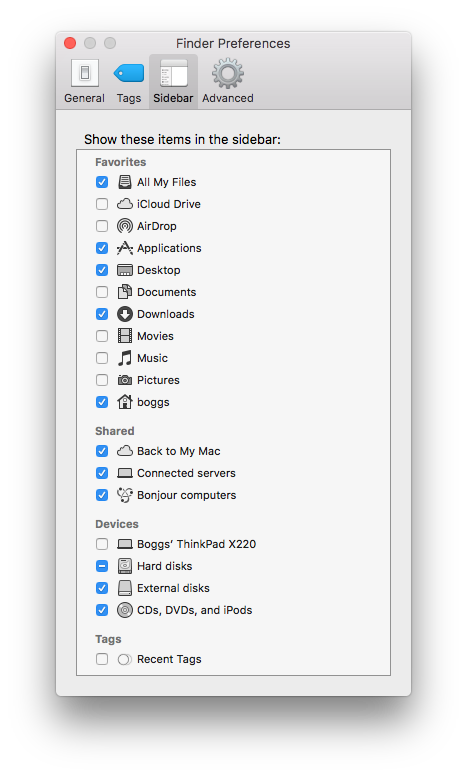 Finder Preferences
General Tags Sidebar Advanced
Show these items in the sidebar:
Favorites
All My Files
iCloud Drive
AirDrop
Applications
Desktop
Documents
Downloads
Movies
Music
Pictures
boggs
Shared
Back to My Mac
Connected servers
Bonjour computers
Devices
Boggs’ ThinkPad X220
Hard disks
External disks
CDs, DVDs, and iPods
Tags
Recent Tags